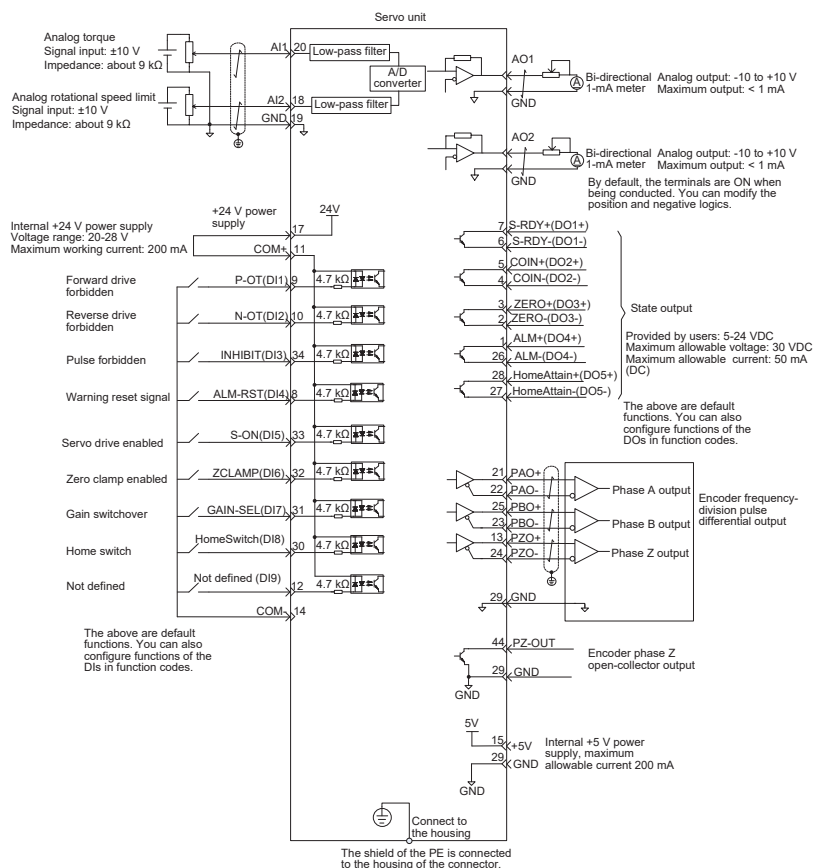 Servo unit
Analog torque
Signal input: ±10 V
Impedance: about 9 kΩ
AI1
20
Low-pass filter
A/D
converter
Analog rotational speed limit
Signal input: ±10 V
Impedance: about 9 kΩ
AI2
18
Low-pass filter
GND
19
AO1
GND
A
Bi-directional
1-mA meter
Analog output: -10 to +10 V
Maximum output: < 1 mA
AO2
GND
A
Bi-directional
1-mA meter
Analog output: -10 to +10 V
Maximum output: < 1 mA
By default, the terminals are ON when
being conducted. You can modify the
position and negative logics.
Internal +24 V power supply
Voltage range: 20-28 V
Maximum working current: 200 mA
+24 V power
supply
17
24V
COM+
11
Forward drive
forbidden
P-OT(DI1)
9
4.7 kΩ
Reverse drive
forbidden
N-OT(DI2)
10
4.7 kΩ
Pulse forbidden
INHIBIT(DI3)
34
4.7 kΩ
Warning reset signal
ALM-RST(DI4)
8
4.7 kΩ
Servo drive enabled
S-ON(DI5)
33
4.7 kΩ
Zero clamp enabled
ZCLAMP(DI6)
32
4.7 kΩ
Gain switchover
GAIN-SEL(DI7)
31
4.7 kΩ
Home switch
HomeSwitch(DI8)
30
4.7 kΩ
Not defined
Not defined (DI9)
12
4.7 kΩ
COM-
14
The above are default
functions. You can also
configure functions of the
DIs in function codes.
7
S-RDY+(DO1+)
6
S-RDY-(DO1-)
5
COIN+(DO2+)
4
COIN-(DO2-)
3
ZERO+(DO3+)
2
ZERO-(DO3-)
1
ALM+(DO4+)
26
ALM-(DO4-)
28
HomeAttain+(DO5+)
27
HomeAttain-(DO5-)
State output
Provided by users: 5-24 VDC
Maximum allowable voltage: 30 VDC
Maximum allowable current: 50 mA
(DC)
The above are default
functions. You can also
configure functions of the
DOs in function codes.
21
PAO+
22
PAO-
Phase A output
25
PBO+
23
PBO-
Phase B output
13
PZO+
24
PZO-
Phase Z output
Encoder frequency-
division pulse
differential output
29
GND
44
PZ-OUT
Encoder phase Z
open-collector output
29
GND
GND
5V
15
+5V
Internal +5 V power
supply, maximum
allowable current 200 mA
29
GND
GND
Connect to
the housing
The shield of the PE is connected
to the housing of the connector.